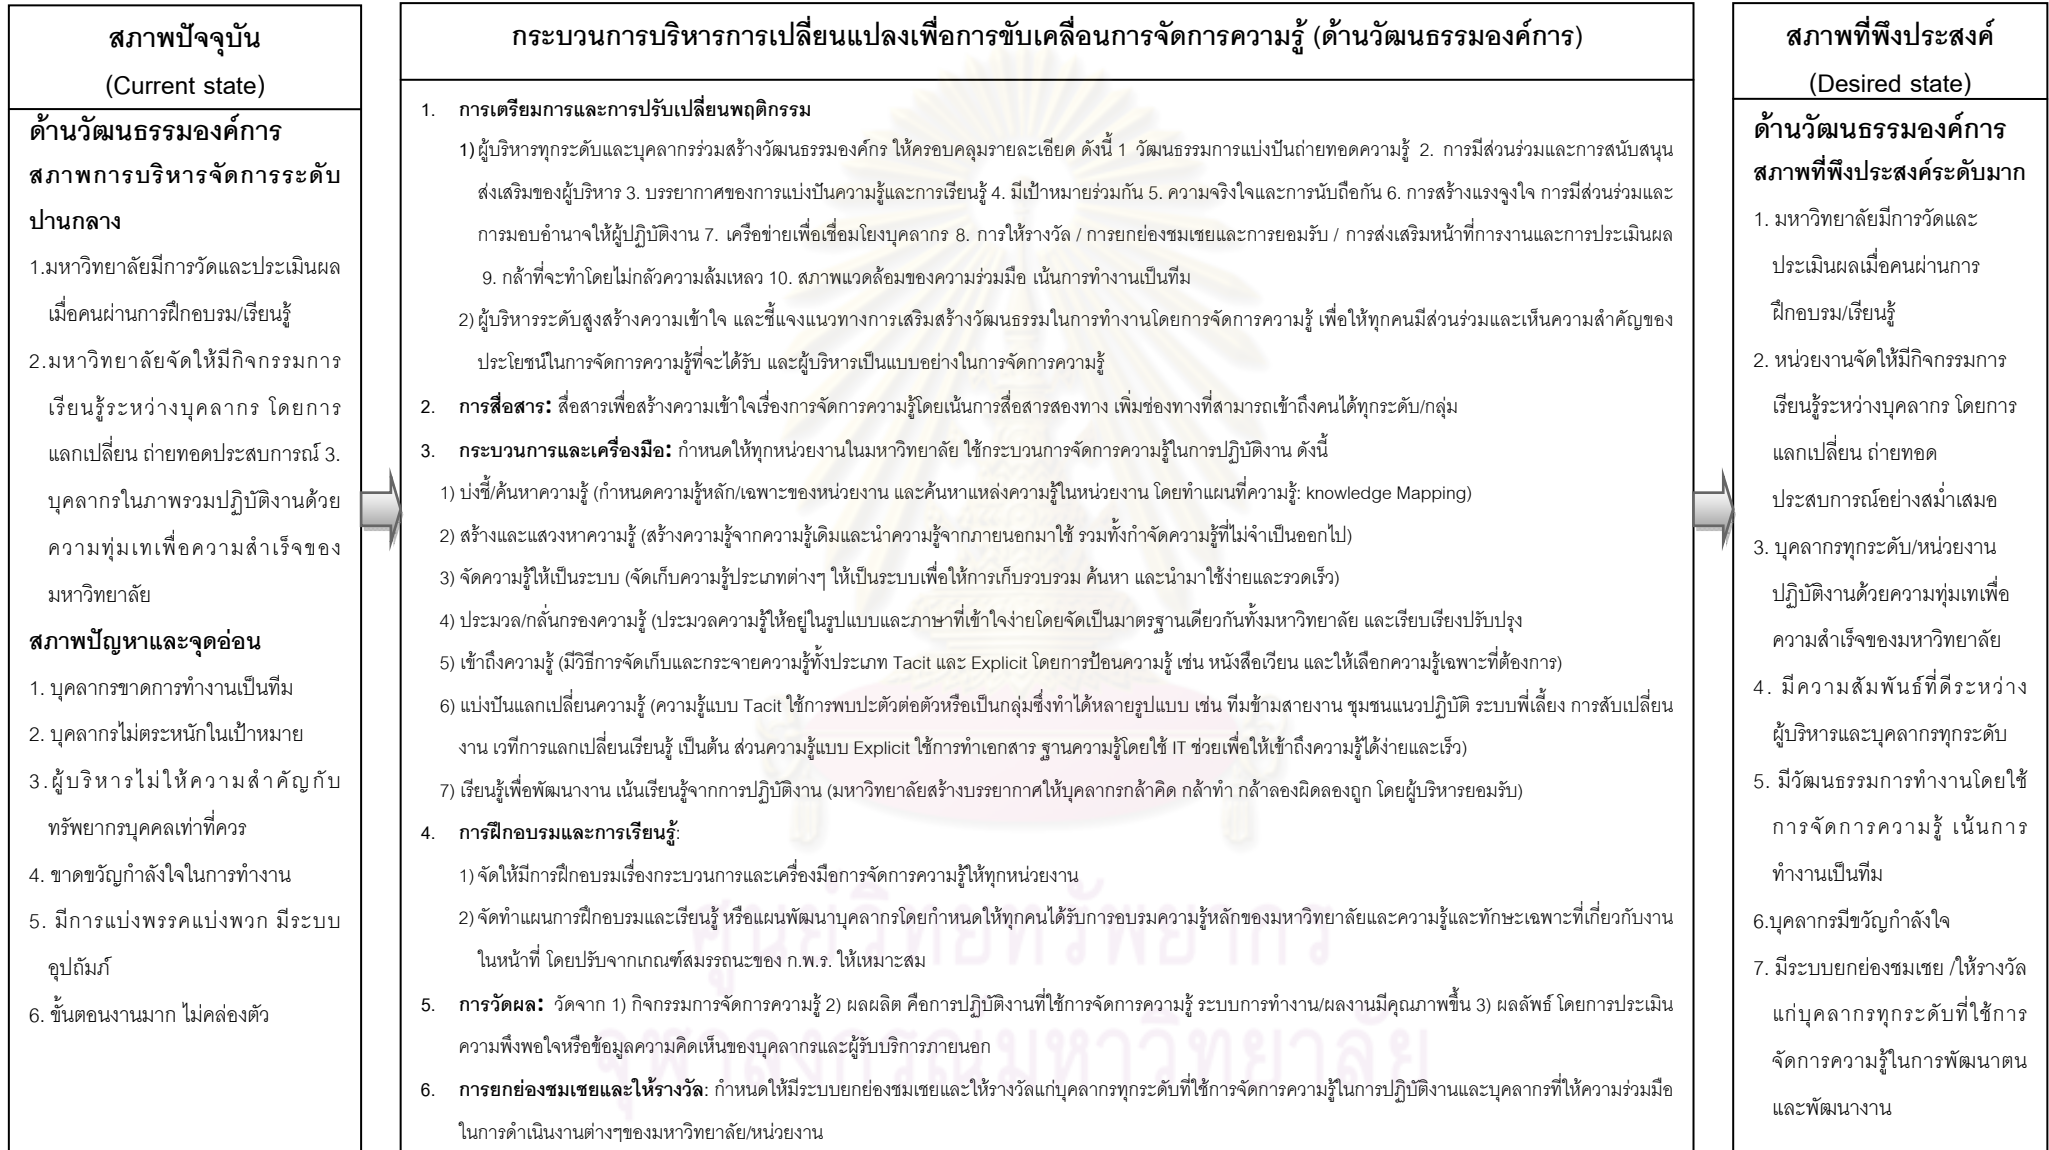 สภาพปัจจุบัน
(Current state)
ด้านวัฒนธรรมองค์การ
สภาพการบริหารจัดการระดับ
ปานกลาง
1.มหาวิทยาลัยมีการวัดและประเมินผล
เมื่อคนผ่านการฝึกอบรม/เรียนรู้
2.มหาวิทยาลัยจัดให้มีกิจกรรมการ
เรียนรู้ระหว่างบุคลากร โดยการ
แลกเปลี่ยน ถ่ายทอดประสบการณ์ 3.
บุคลากรในภาพรวมปฏิบัติงานด้วย
ความทุ่มเทเพื่อความสำเร็จของ
มหาวิทยาลัย
สภาพปัญหาและจุดอ่อน
1. บุคลากรขาดการทำงานเป็นทีม
2. บุคลากรไม่ตระหนักในเป้าหมาย
3.ผู้บริหารไม่ให้ความสำคัญกับ
ทรัพยากรบุคคลเท่าที่ควร
4. ขาดขวัญกำลังใจในการทำงาน
5. มีการแบ่งพรรคแบ่งพวก มีระบบ
อุปถัมภ์
6. ขั้นตอนงานมาก ไม่คล่องตัว
กระบวนการบริหารการเปลี่ยนแปลงเพื่อการขับเคลื่อนการจัดการความรู้ (ด้านวัฒนธรรมองค์การ)
1. การเตรียมการและการปรับเปลี่ยนพฤติกรรม
1) ผู้บริหารทุกระดับและบุคลากรร่วมสร้างวัฒนธรรมองค์กร ให้ครอบคลุมรายละเอียด ดังนี้ 1 วัฒนธรรมการแบ่งปันถ่ายทอดความรู้ 2. การมีส่วนร่วมและการสนับสนุน
ส่งเสริมของผู้บริหาร 3. บรรยากาศของการแบ่งปันความรู้และการเรียนรู้ 4. มีเป้าหมายร่วมกัน 5. ความจริงใจและการนับถือกัน 6. การสร้างแรงจูงใจ การมีส่วนร่วมและ
การมอบอำนาจให้ผู้ปฏิบัติงาน 7. เครือข่ายเพื่อเชื่อมโยงบุคลากร 8. การให้รางวัล / การยกย่องชมเชยและการยอมรับ / การส่งเสริมหน้าที่การงานและการประเมินผล
9. กล้าที่จะทำโดยไม่กลัวความล้มเหลว 10. สภาพแวดล้อมของความร่วมมือ เน้นการทำงานเป็นทีม
2) ผู้บริหารระดับสูงสร้างความเข้าใจ และชี้แจงแนวทางการเสริมสร้างวัฒนธรรมในการทำงานโดยการจัดการความรู้ เพื่อให้ทุกคนมีส่วนร่วมและเห็นความสำคัญของ
ประโยชน์ในการจัดการความรู้ที่จะได้รับ และผู้บริหารเป็นแบบอย่างในการจัดการความรู้
2. การสื่อสาร: สื่อสารเพื่อสร้างความเข้าใจเรื่องการจัดการความรู้โดยเน้นการสื่อสารสองทาง เพิ่มช่องทางที่สามารถเข้าถึงคนได้ทุกระดับ/กลุ่ม
3. กระบวนการและเครื่องมือ: กำหนดให้ทุกหน่วยงานในมหาวิทยาลัย ใช้กระบวนการจัดการความรู้ในการปฏิบัติงาน ดังนี้
1) บ่งชี้/ค้นหาความรู้ (กำหนดความรู้หลัก/เฉพาะของหน่วยงาน และค้นหาแหล่งความรู้ในหน่วยงาน โดยทำแผนที่ความรู้: knowledge Mapping)
2) สร้างและแสวงหาความรู้ (สร้างความรู้จากความรู้เดิมและนำความรู้จากภายนอกมาใช้ รวมทั้งกำจัดความรู้ที่ไม่จำเป็นออกไป)
3) จัดความรู้ให้เป็นระบบ (จัดเก็บความรู้ประเภทต่างๆ ให้เป็นระบบเพื่อให้การเก็บรวบรวม ค้นหา และนำมาใช้ง่ายและรวดเร็ว)
4) ประมวล/กลั่นกรองความรู้ (ประมวลความรู้ให้อยู่ในรูปแบบและภาษาที่เข้าใจง่ายโดยจัดเป็นมาตรฐานเดียวกันทั้งมหาวิทยาลัย และเรียบเรียงปรับปรุง
5) เข้าถึงความรู้ (มีวิธีการจัดเก็บและกระจายความรู้ทั้งประเภท Tacit และ Explicit โดยการป้อนความรู้ เช่น หนังสือเวียน และให้เลือกความรู้เฉพาะที่ต้องการ)
6) แบ่งปันแลกเปลี่ยนความรู้ (ความรู้แบบ Tacit ใช้การพบปะตัวต่อตัวหรือเป็นกลุ่มซึ่งทำได้หลายรูปแบบ เช่น ทีมข้ามสายงาน ชุมชนแนวปฏิบัติ ระบบพี่เลี้ยง การสับเปลี่ยน
งาน เวทีการแลกเปลี่ยนเรียนรู้ เป็นต้น ส่วนความรู้แบบ Explicit ใช้การทำเอกสาร ฐานความรู้โดยใช้ IT ช่วยเพื่อให้เข้าถึงความรู้ได้ง่ายและเร็ว)
7) เรียนรู้เพื่อพัฒนางาน เน้นเรียนรู้จากการปฏิบัติงาน (มหาวิทยาลัยสร้างบรรยากาศให้บุคลากรกล้าคิด กล้าทำ กล้าลองผิดลองถูก โดยผู้บริหารยอมรับ)
4. การฝึกอบรมและการเรียนรู้:
1) จัดให้มีการฝึกอบรมเรื่องกระบวนการและเครื่องมือการจัดการความรู้ให้ทุกหน่วยงาน
2) จัดทำแผนการฝึกอบรมและเรียนรู้ หรือแผนพัฒนาบุคลากรโดยกำหนดให้ทุกคนได้รับการอบรมความรู้หลักของมหาวิทยาลัยและความรู้และทักษะเฉพาะที่เกี่ยวกับงาน
ในหน้าที่ โดยปรับจากเกณฑ์สมรรถนะของ ก.พ.ร. ให้เหมาะสม
5. การวัดผล: วัดจาก 1) กิจกรรมการจัดการความรู้ 2) ผลผลิต คือการปฏิบัติงานที่ใช้การจัดการความรู้ ระบบการทำงาน/ผลงานมีคุณภาพขึ้น 3) ผลลัพธ์ โดยการประเมิน
ความพึงพอใจหรือข้อมูลความคิดเห็นของบุคลากรและผู้รับบริการภายนอก
6. การยกย่องชมเชยและให้รางวัล: กำหนดให้มีระบบยกย่องชมเชยและให้รางวัลแก่บุคลากรทุกระดับที่ใช้การจัดการความรู้ในการปฏิบัติงานและบุคลากรที่ให้ความร่วมมือ
ในการดำเนินงานต่างๆของมหาวิทยาลัย/หน่วยงาน
ศูนย์วิทยทรัพยากร
จุฬาลงกรณ์มหาวิทยาลัย
สภาพที่พึงประสงค์
(Desired state)
ด้านวัฒนธรรมองค์การ
สภาพที่พึงประสงค์ระดับมาก
1. มหาวิทยาลัยมีการวัดและ
ประเมินผลเมื่อคนผ่านการ
ฝึกอบรม/เรียนรู้
2. หน่วยงานจัดให้มีกิจกรรมการ
เรียนรู้ระหว่างบุคลากร โดยการ
แลกเปลี่ยน ถ่ายทอด
ประสบการณ์อย่างสม่ำเสมอ
3. บุคลากรทุกระดับ/หน่วยงาน
ปฏิบัติงานด้วยความทุ่มเทเพื่อ
ความสำเร็จของมหาวิทยาลัย
4. มีความสัมพันธ์ที่ดีระหว่าง
ผู้บริหารและบุคลากรทุกระดับ
5. มีวัฒนธรรมการทำงานโดยใช้
การจัดการความรู้ เน้นการ
ทำงานเป็นทีม
6.บุคลากรมีขวัญกำลังใจ
7. มีระบบยกย่องชมเชย /ให้รางวัล
แก่บุคลากรทุกระดับที่ใช้การ
จัดการความรู้ในการพัฒนาตน
และพัฒนางาน